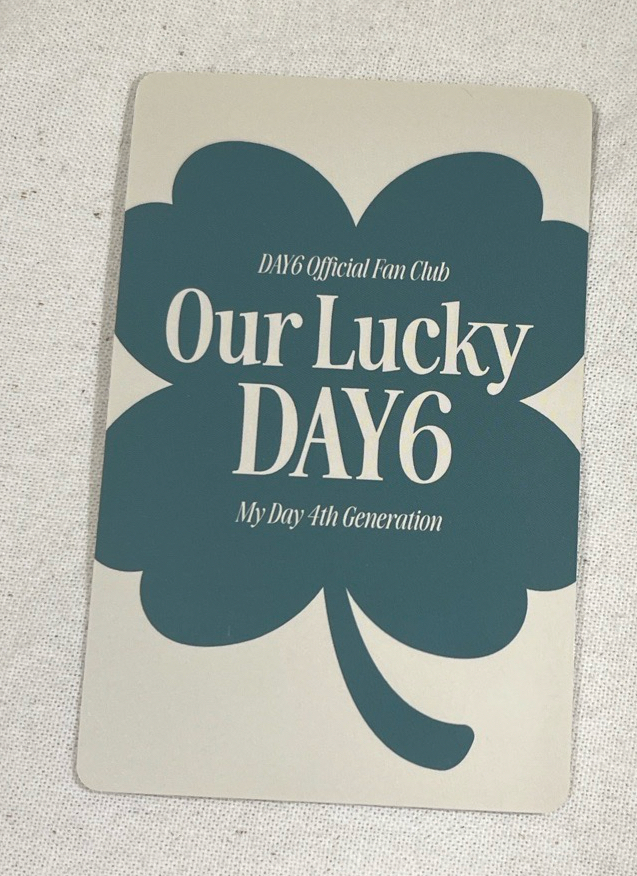 DAY6 Official Fan Club
Our Lucky
DAY6
My Day 4th Generation